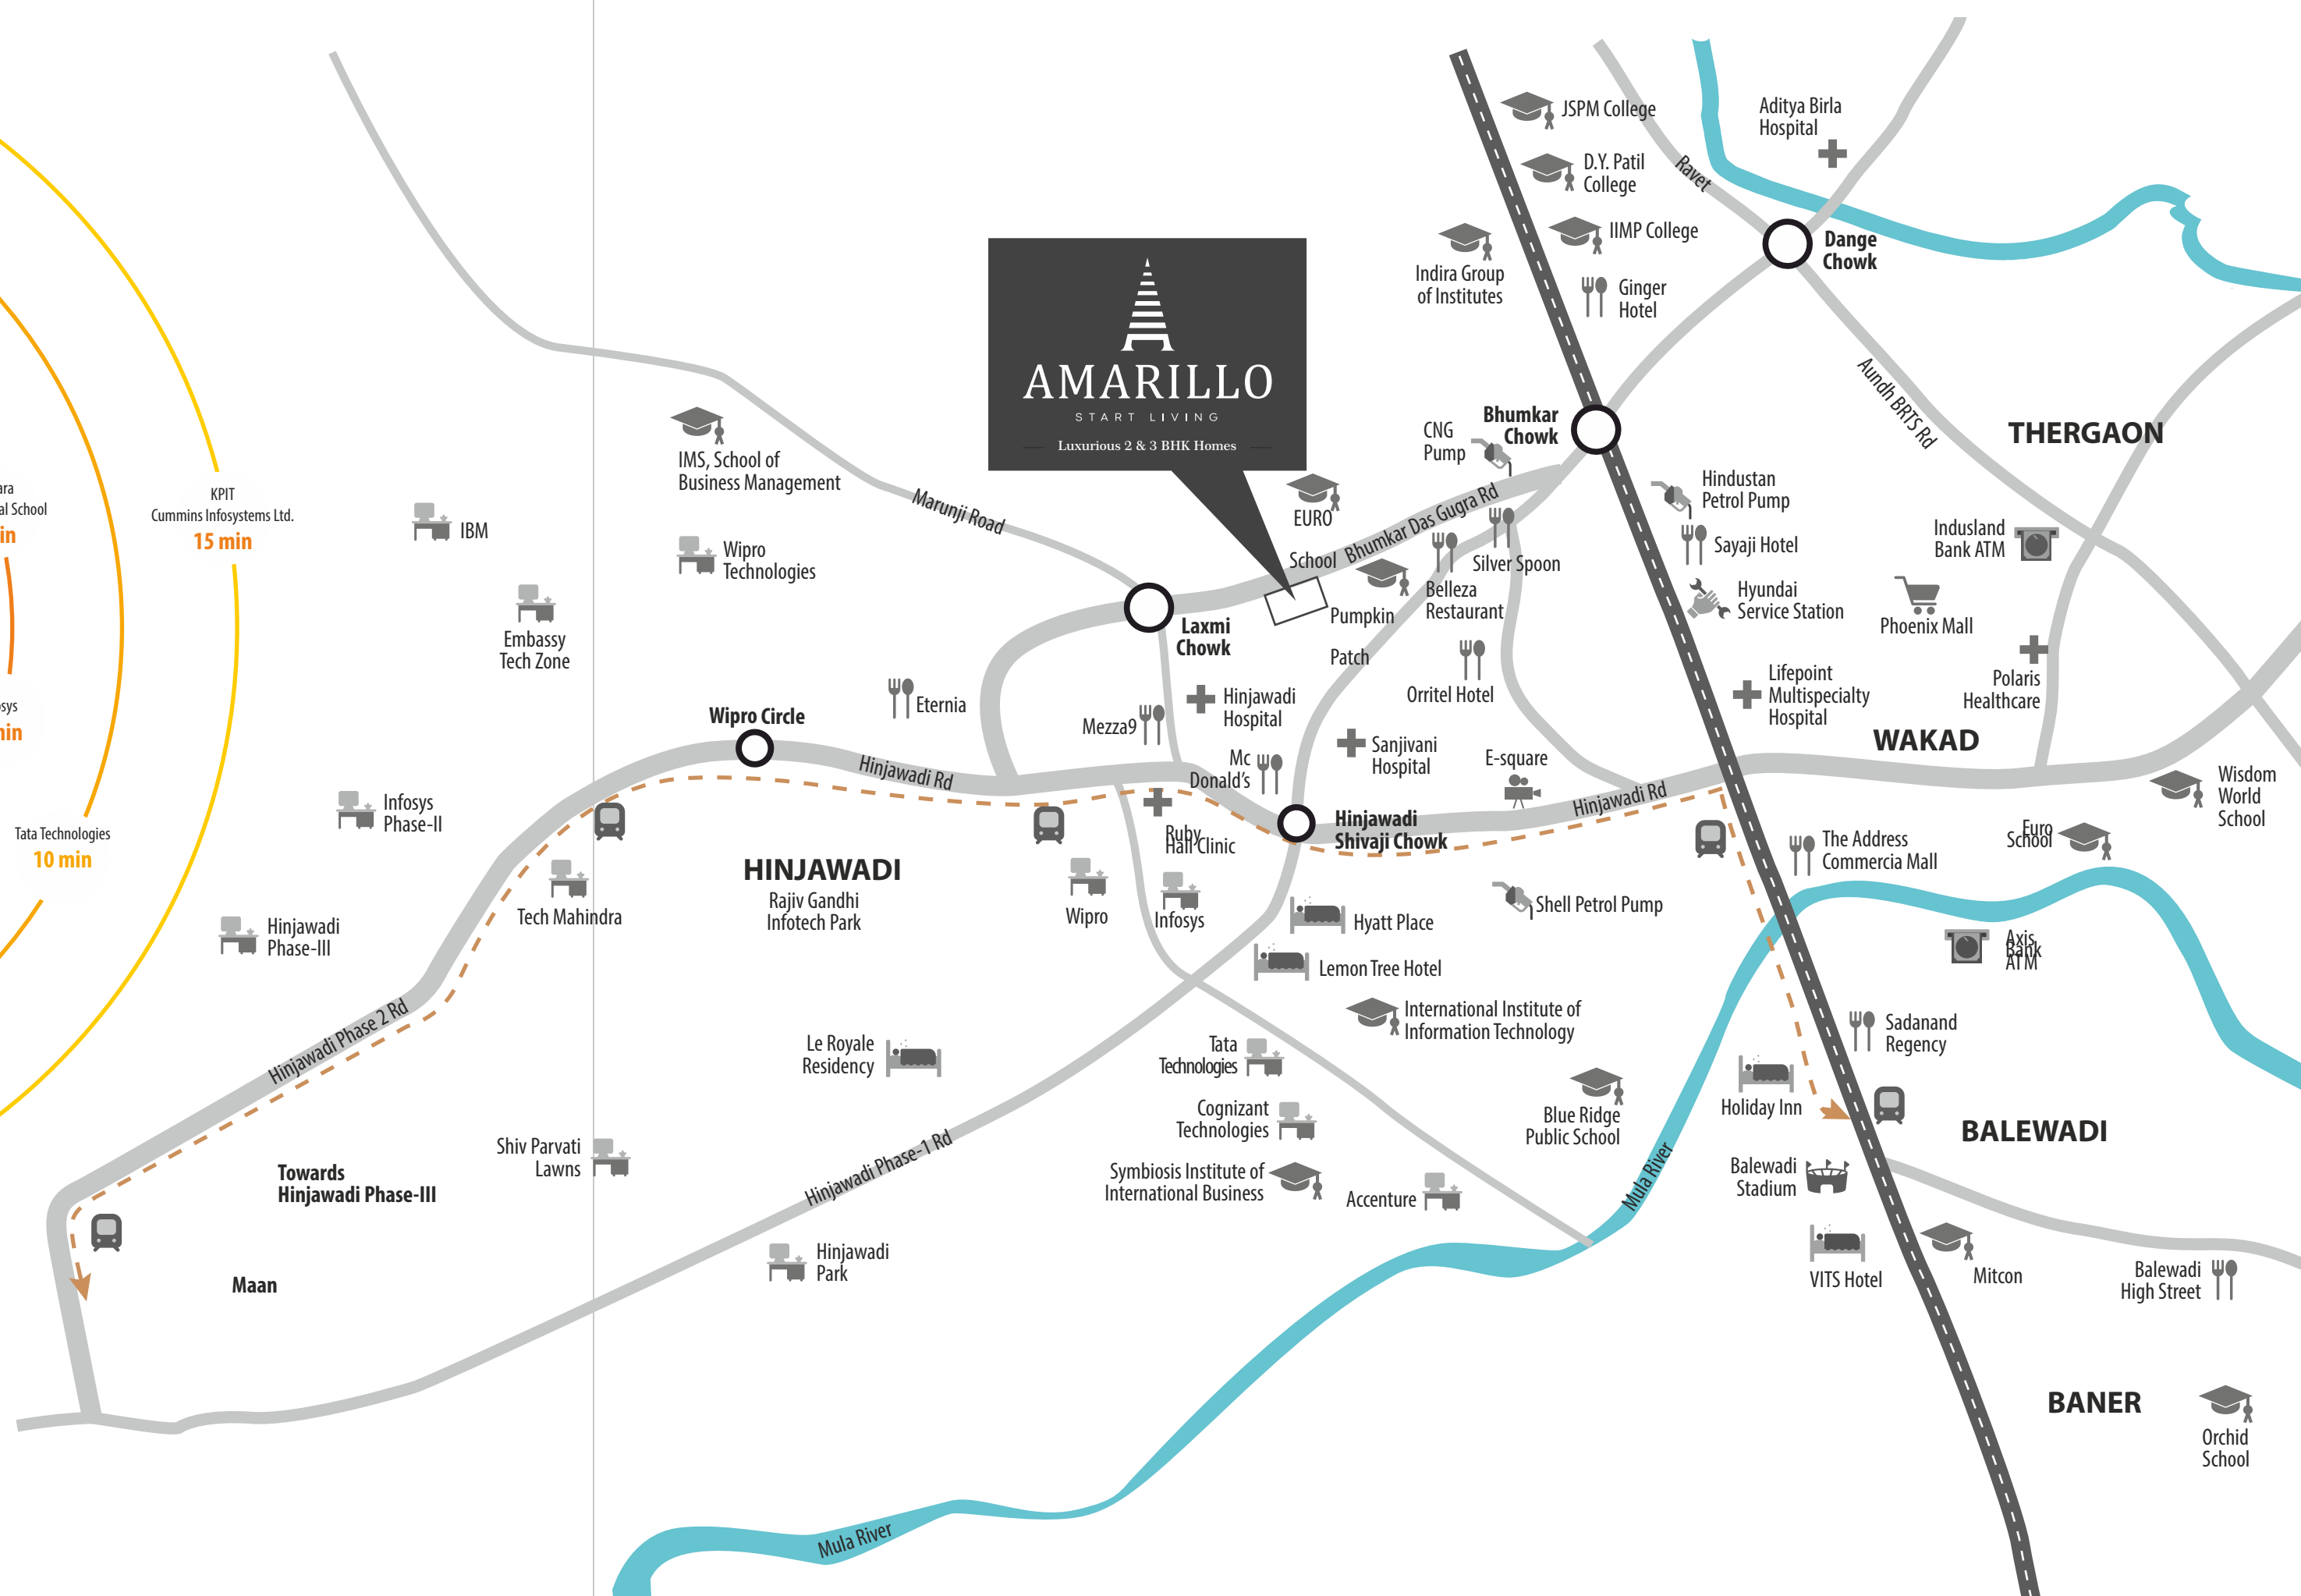 ara
al School
in
osys
nin
KPIT
Cummins Infosystems Ltd.
15 min
Tata Technologies
10 min
IBM
Embassy
Tech Zone
Infosys
Phase-II
Hinjawadi
Phase-III
Hinjawadi Phase 2 Rd
Towards
Hinjawadi Phase-III
Maan
Tech Mahindra
Shiv Parvati
Lawns
IMS, School of
Business Management
Wipro
Technologies
Marunji Road
Wipro Circle
Eternia
Hinjawadi Rd
HINJAWADI
Rajiv Gandhi
Infotech Park
Le Royale
Residency
Hinjawadi Phase-1 Rd
Hinjawadi
Park
Mula River
AMARILLO
START LIVING
Luxurious 2 & 3 BHK Homes
EURO
School
Bhumkar Das Gugra Rd
Pumpkin
Patch
Laxmi
Chowk
Mezza9
Hinjawadi
Hospital
Mc
Donald's
Ruby
Hall Clinic
Wipro
Infosys
Sanjivani
Hospital
Hinjawadi
Shivaji Chowk
Hyatt Place
Lemon Tree Hotel
International Institute of
Information Technology
Tata
Technologies
Cognizant
Technologies
Symbiosis Institute of
International Business
Accenture
Blue Ridge
Public School
Mula River
JSPM College
D.Y. Patil
College
IIMP College
Indira Group
of Institutes
Ginger
Hotel
Ravet
Aditya Birla
Hospital
Dange
Chowk
Bhumkar
Chowk
CNG
Pump
Silver Spoon
Belleza
Restaurant
Orritel Hotel
E-square
Hinjawadi Rd
Shell Petrol Pump
Hindustan
Petrol Pump
Sayaji Hotel
Hyundai
Service Station
Lifepoint
Multispecialty
Hospital
Aundh BRTS Rd
THERGAON
Indusland
Bank ATM
Phoenix Mall
Polaris
Healthcare
WAKAD
Wisdom
World
School
The Address
Commercia Mall
Euro
School
Axis
Bank
ATM
Sadanand
Regency
Holiday Inn
BALEWADI
Balewadi
Stadium
VITS Hotel
Mitcon
Balewadi
High Street
BANER
Orchid
School